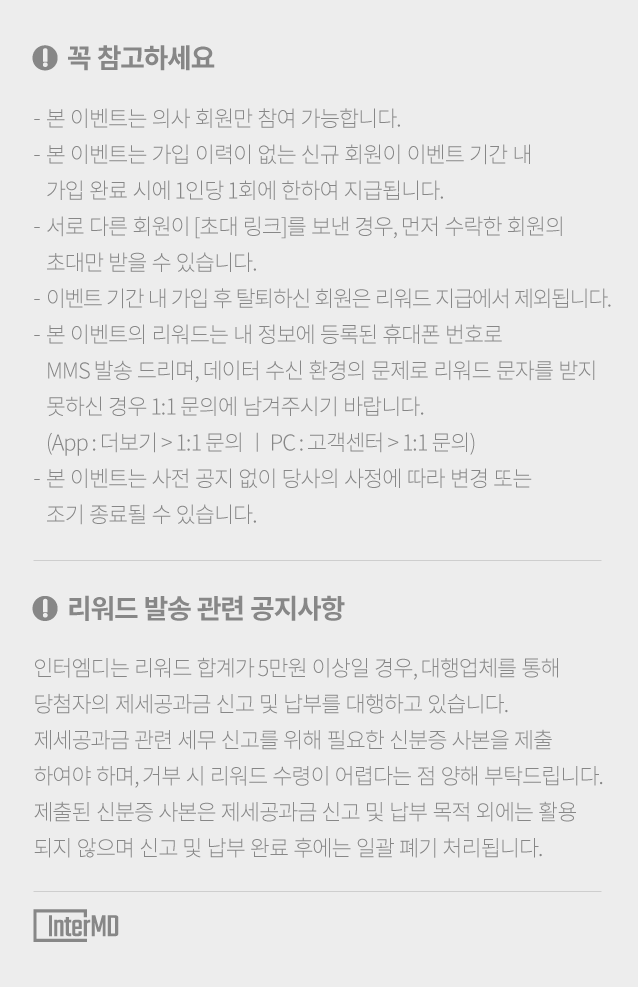 꼭 참고하세요
- 본 이벤트는 의사 회원만 참여 가능합니다.
- 본 이벤트는 가입 이력이 없는 신규 회원이 이벤트 기간 내
가입 완료 시에 1인당 1회에 한하여 지급됩니다.
- 서로 다른 회원이 [초대 링크]를 보낸 경우, 먼저 수락한 회원의
초대만 받을 수 있습니다.
- 이벤트 기간 내 가입 후 탈퇴하신 회원은 리워드 지급에서 제외됩니다.
- 본 이벤트의 리워드는 내 정보에 등록된 휴대폰 번호로
MMS 발송 드리며, 데이터 수신 환경의 문제로 리워드 문자를 받지
못하신 경우 1:1 문의에 남겨주시기 바랍니다.
(App : 더보기 > 1:1 문의 ㅣ PC : 고객센터 > 1:1 문의)
- 본 이벤트는 사전 공지 없이 당사의 사정에 따라 변경 또는
조기 종료될 수 있습니다.
리워드 발송 관련 공지사항
인터엠디는 리워드 합계가 5만원 이상일 경우, 대행업체를 통해
당첨자의 제세공과금 신고 및 납부를 대행하고 있습니다.
제세공과금 관련 세무 신고를 위해 필요한 신분증 사본을 제출
하여야 하며, 거부 시 리워드 수령이 어렵다는 점 양해 부탁드립니다.
제출된 신분증 사본은 제세공과금 신고 및 납부 목적 외에는 활용
되지 않으며 신고 및 납부 완료 후에는 일괄 폐기 처리됩니다.
InterMD